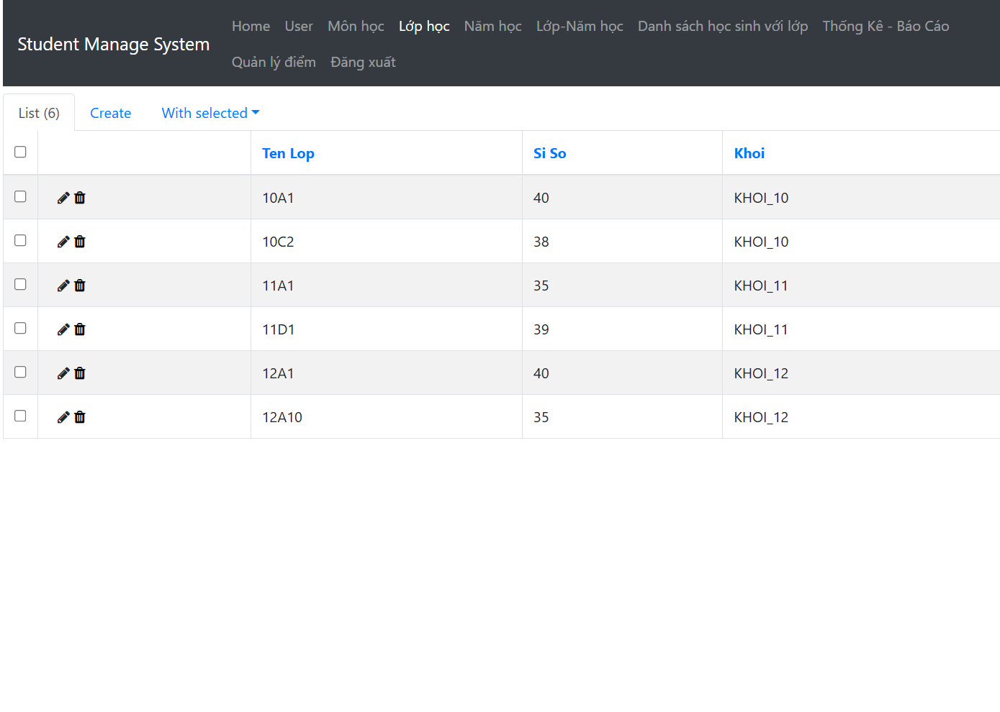 Student Manage System
Home User Môn học Lớp học Năm học Lớp-Năm học Danh sách học sinh với lớp Thống Kê - Báo Cáo
Quản lý điểm Đăng xuất
List (6) Create With selected
Ten Lop Si So Khoi
10A1 40 KHOI_10
10C2 38 KHOI_10
11A1 35 KHOI_11
11D1 39 KHOI_11
12A1 40 KHOI_12
12A10 35 KHOI_12